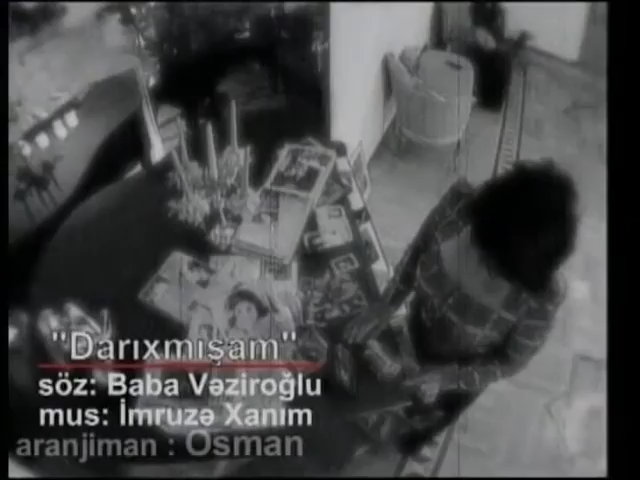 "Darıxmışam"
söz: Baba Vəziroğlu
mus: İmruzə Xanım
aranjiman : Osman